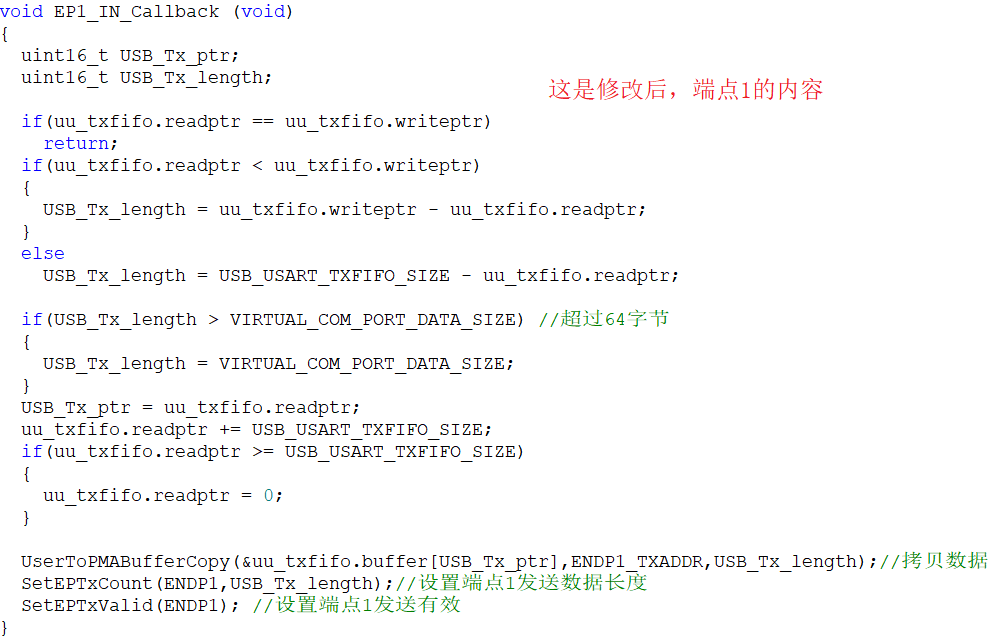 void EP1_IN_Callback (void)
{
  uint16_t USB_Tx_ptr;
  uint16_t USB_Tx_length;
这是修改后，端点1的内容
  if(uu_txfifo.readptr == uu_txfifo.writeptr)
    return;
  if(uu_txfifo.readptr < uu_txfifo.writeptr)
  {
    USB_Tx_length = uu_txfifo.writeptr - uu_txfifo.readptr;
  }
  else
    USB_Tx_length = USB_USART_TXFIFO_SIZE - uu_txfifo.readptr;
  if(USB_Tx_length > VIRTUAL_COM_PORT_DATA_SIZE) //超过64字节
  {
    USB_Tx_length = VIRTUAL_COM_PORT_DATA_SIZE;
  }
  USB_Tx_ptr = uu_txfifo.readptr;
  uu_txfifo.readptr += USB_USART_TXFIFO_SIZE;
  if(uu_txfifo.readptr >= USB_USART_TXFIFO_SIZE)
  {
    uu_txfifo.readptr = 0;
  }
  UserToPMABufferCopy(&uu_txfifo.buffer[USB_Tx_ptr],ENDP1_TXADDR,USB_Tx_length);//拷贝数据
  SetEPTxCount(ENDP1,USB_Tx_length);//设置端点1发送数据长度
  SetEPTxValid(ENDP1); //设置端点1发送有效
}